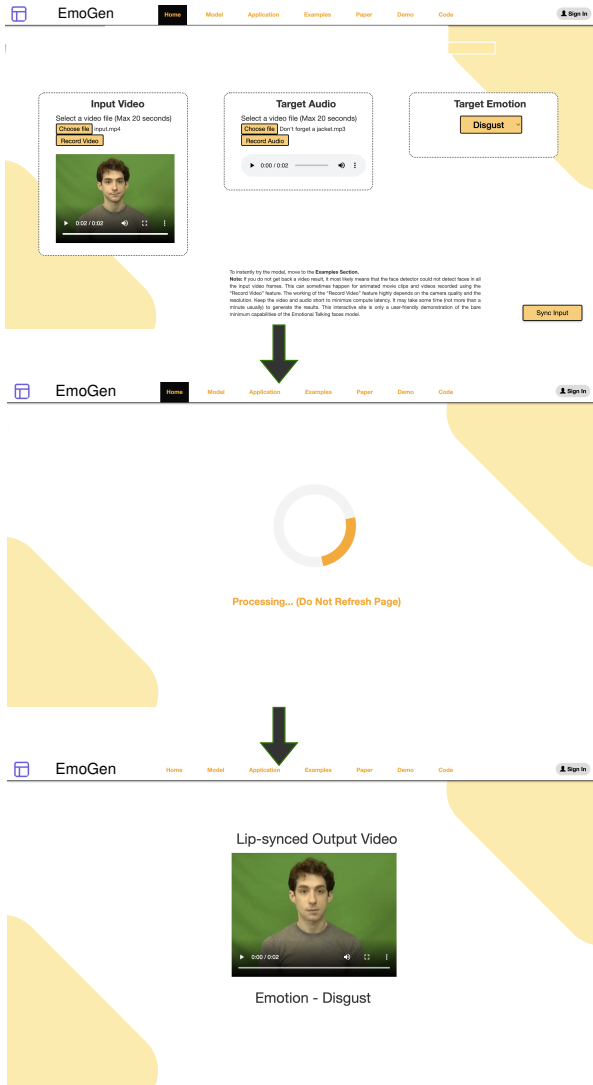 EmoGen
Home
Model
Application
Examples
Paper
Demo
Code
Sign In
Input Video
Select a video file (Max 20 seconds)
Choose file input.mp4
Record Video
0:02 / 0:02
Target Audio
Select a video file (Max 20 seconds)
Choose file Don't forget a jacket.mp3
Record Audio
0:00 / 0:02
Target Emotion
Disgust
To instantly try the model, move to the Examples Section.
Note: If you do not get back a video result, it most likely means that the face detector could not detect faces in all
the input video frames. This can sometimes happen for animated movie clips and videos recorded using the
"Record Video" feature. The working of the "Record Video" feature highly depends on the camera quality and the
resolution. Keep the video and audio short to minimize compute latency. It may take some time (not more than a
minute usually) to generate the results. This interactive site is only a user-friendly demonstration of the bare
minimum capabilities of the Emotional Talking faces model.
Sync Input
EmoGen
Home
Model
Application
Examples
Paper
Demo
Code
Sign In
Processing... (Do Not Refresh Page)
EmoGen
Home
Model
Application
Examples
Paper
Demo
Code
Sign In
Lip-synced Output Video
0:00 / 0:02
Emotion - Disgust